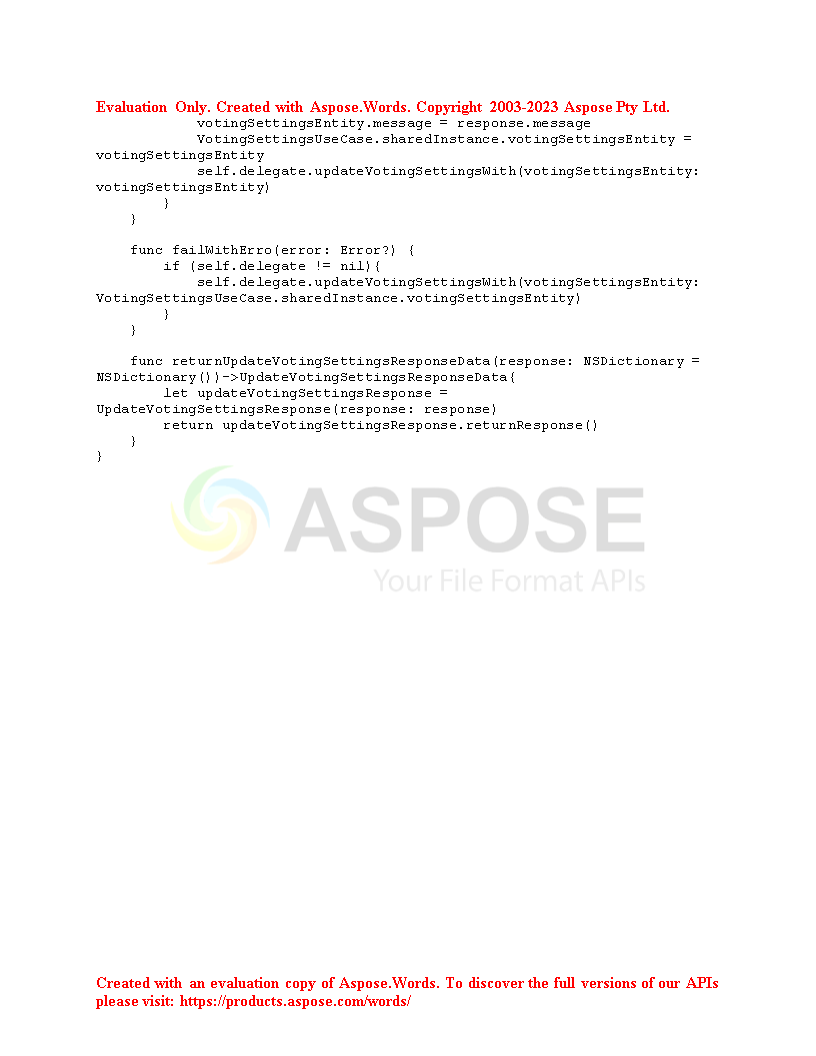 Evaluation Only. Created with Aspose.Words. Copyright 2003-2023 Aspose Pty Ltd.
            votingSettingsEntity.message = response.message
            VotingSettingsUseCase.sharedInstance.votingSettingsEntity =
votingSettingsEntity
            self.delegate.updateVotingSettingsWith(votingSettingsEntity:
votingSettingsEntity)
        }
    }

    func failWithErro(error: Error?) {
        if (self.delegate != nil){
            self.delegate.updateVotingSettingsWith(votingSettingsEntity:
VotingSettingsUseCase.sharedInstance.votingSettingsEntity)
        }
    }

    func returnUpdateVotingSettingsResponseData(response: NSDictionary =
NSDictionary())->UpdateVotingSettingsResponseData{
        let updateVotingSettingsResponse =
UpdateVotingSettingsResponse(response: response)
        return updateVotingSettingsResponse.returnResponse()
    }
}
ASPOSE
Your File Format APIs
Created with an evaluation copy of Aspose.Words. To discover the full versions of our APIs
please visit: https://products.aspose.com/words/